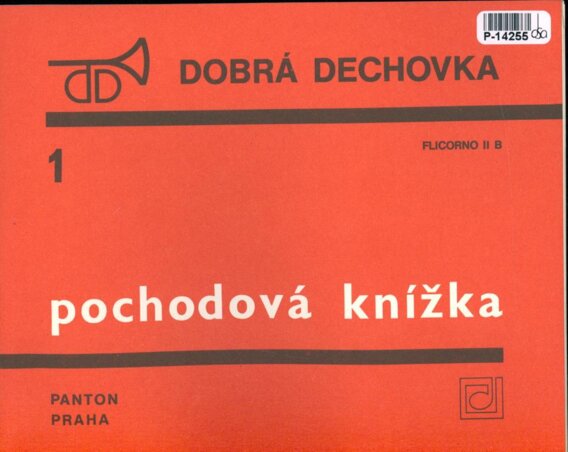 P-14255
DOBRÁ DECHOVKA
1
FLICORNO II B
pochodová knížka
PANTON
PRAHA